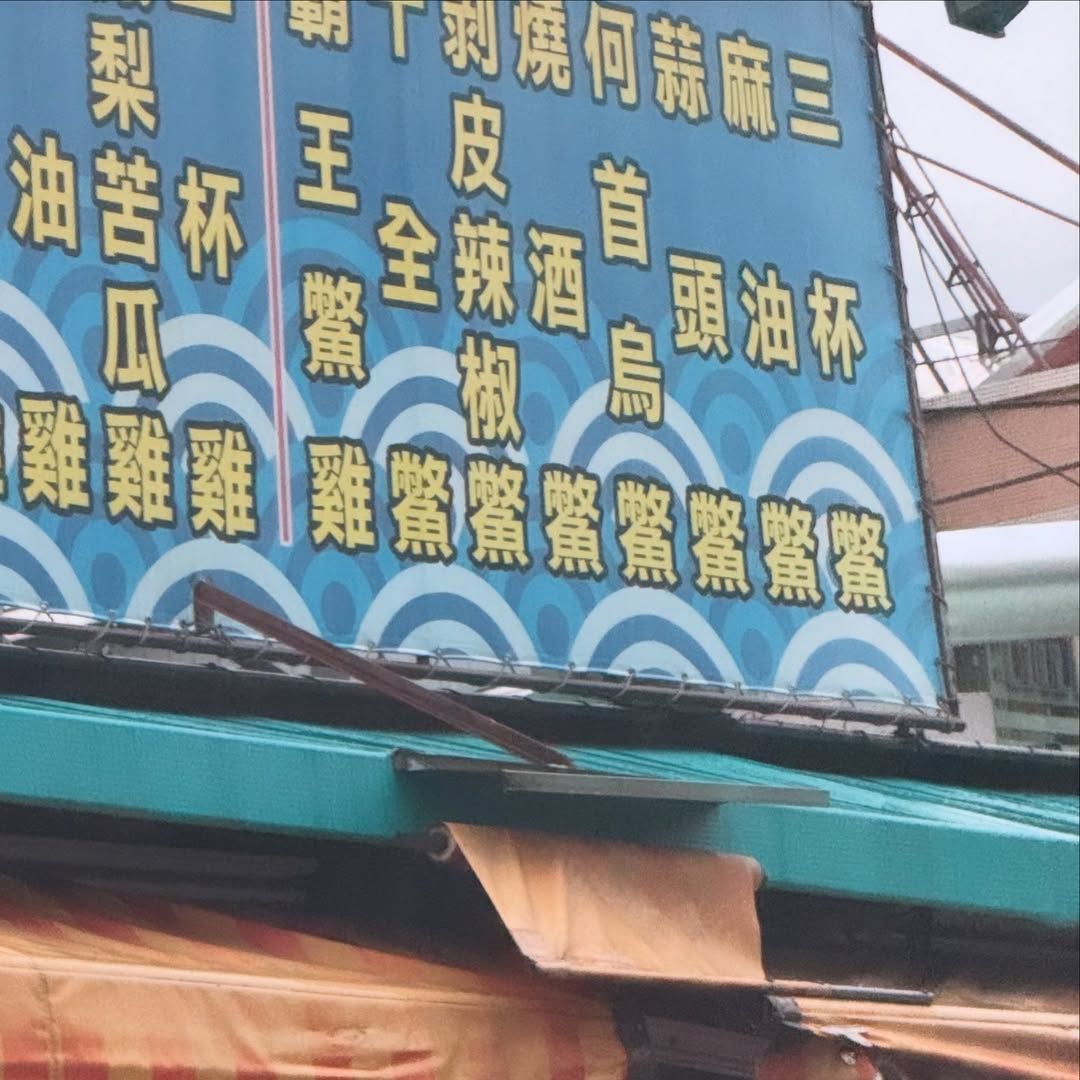 三杯鱉
麻油鱉
蒜頭鱉
何首烏鱉
燒酒鱉
剝皮辣椒鱉
十全鱉
霸王鱉雞
杯雞
梨苦瓜雞
油雞